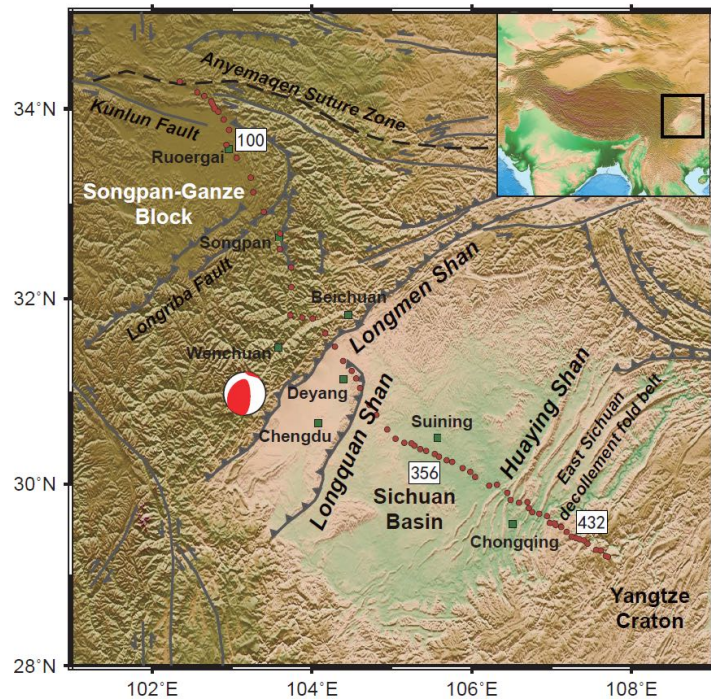 34°N
32°N
30°N
28°N
102°E
104°E
106°E
108°E
Anyemaqen Suture Zone
Kunlun Fault
100
Ruoergai
Songpan-Ganze
Block
Songpan
Longriba Fault
Beichuan
Longmen Shan
Wenchuan
Deyang
Chengdu
Longquan Shan
Suining
Huaying Shan
East Sichuan
decollement fold belt
356
Sichuan
Basin
432
Chongqing
Yangtze
Craton